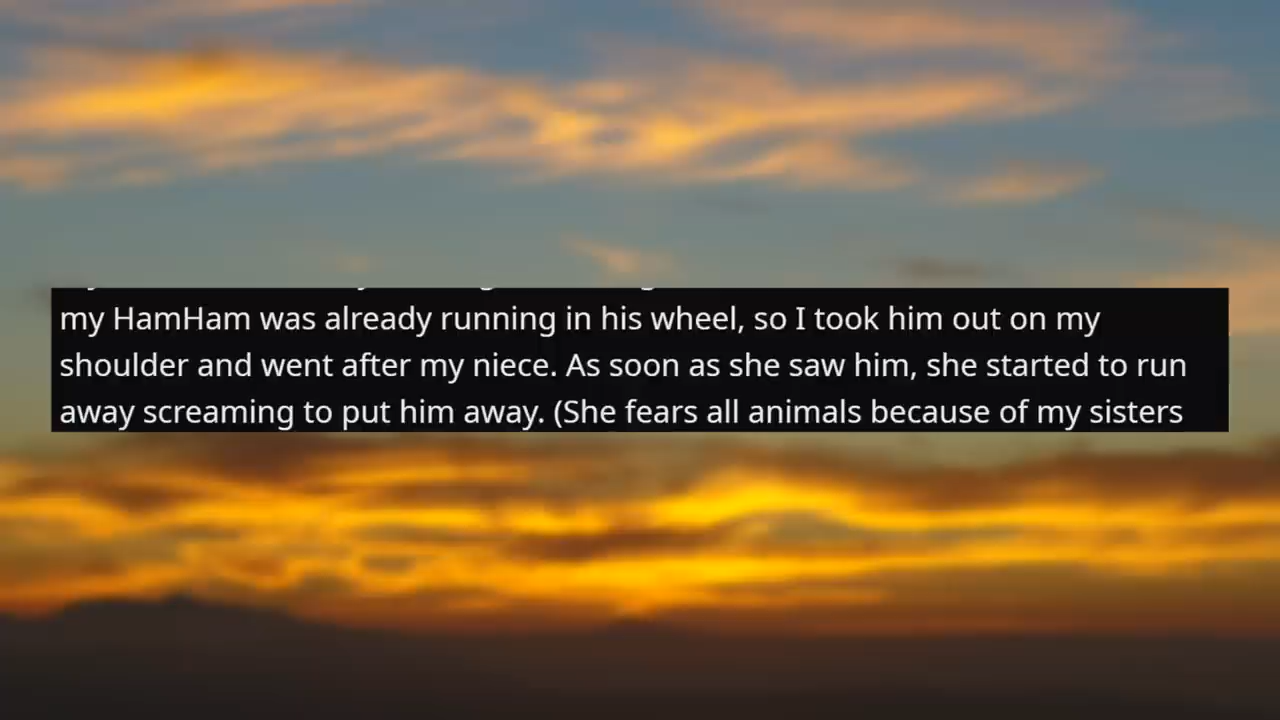 my HamHam was already running in his wheel, so I took him out on my
shoulder and went after my niece. As soon as she saw him, she started to run
away screaming to put him away. (She fears all animals because of my sisters